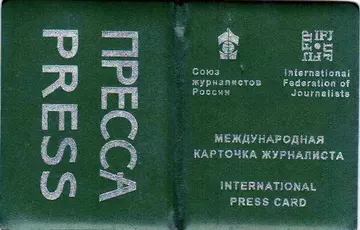 ПРЕССА
PRESS
Союз
журналистов
России
IFJ
International
Federation of
Journalists
МЕЖДУНАРОДНАЯ
КАРТОЧКА ЖУРНАЛИСТА
INTERNATIONAL
PRESS CARD